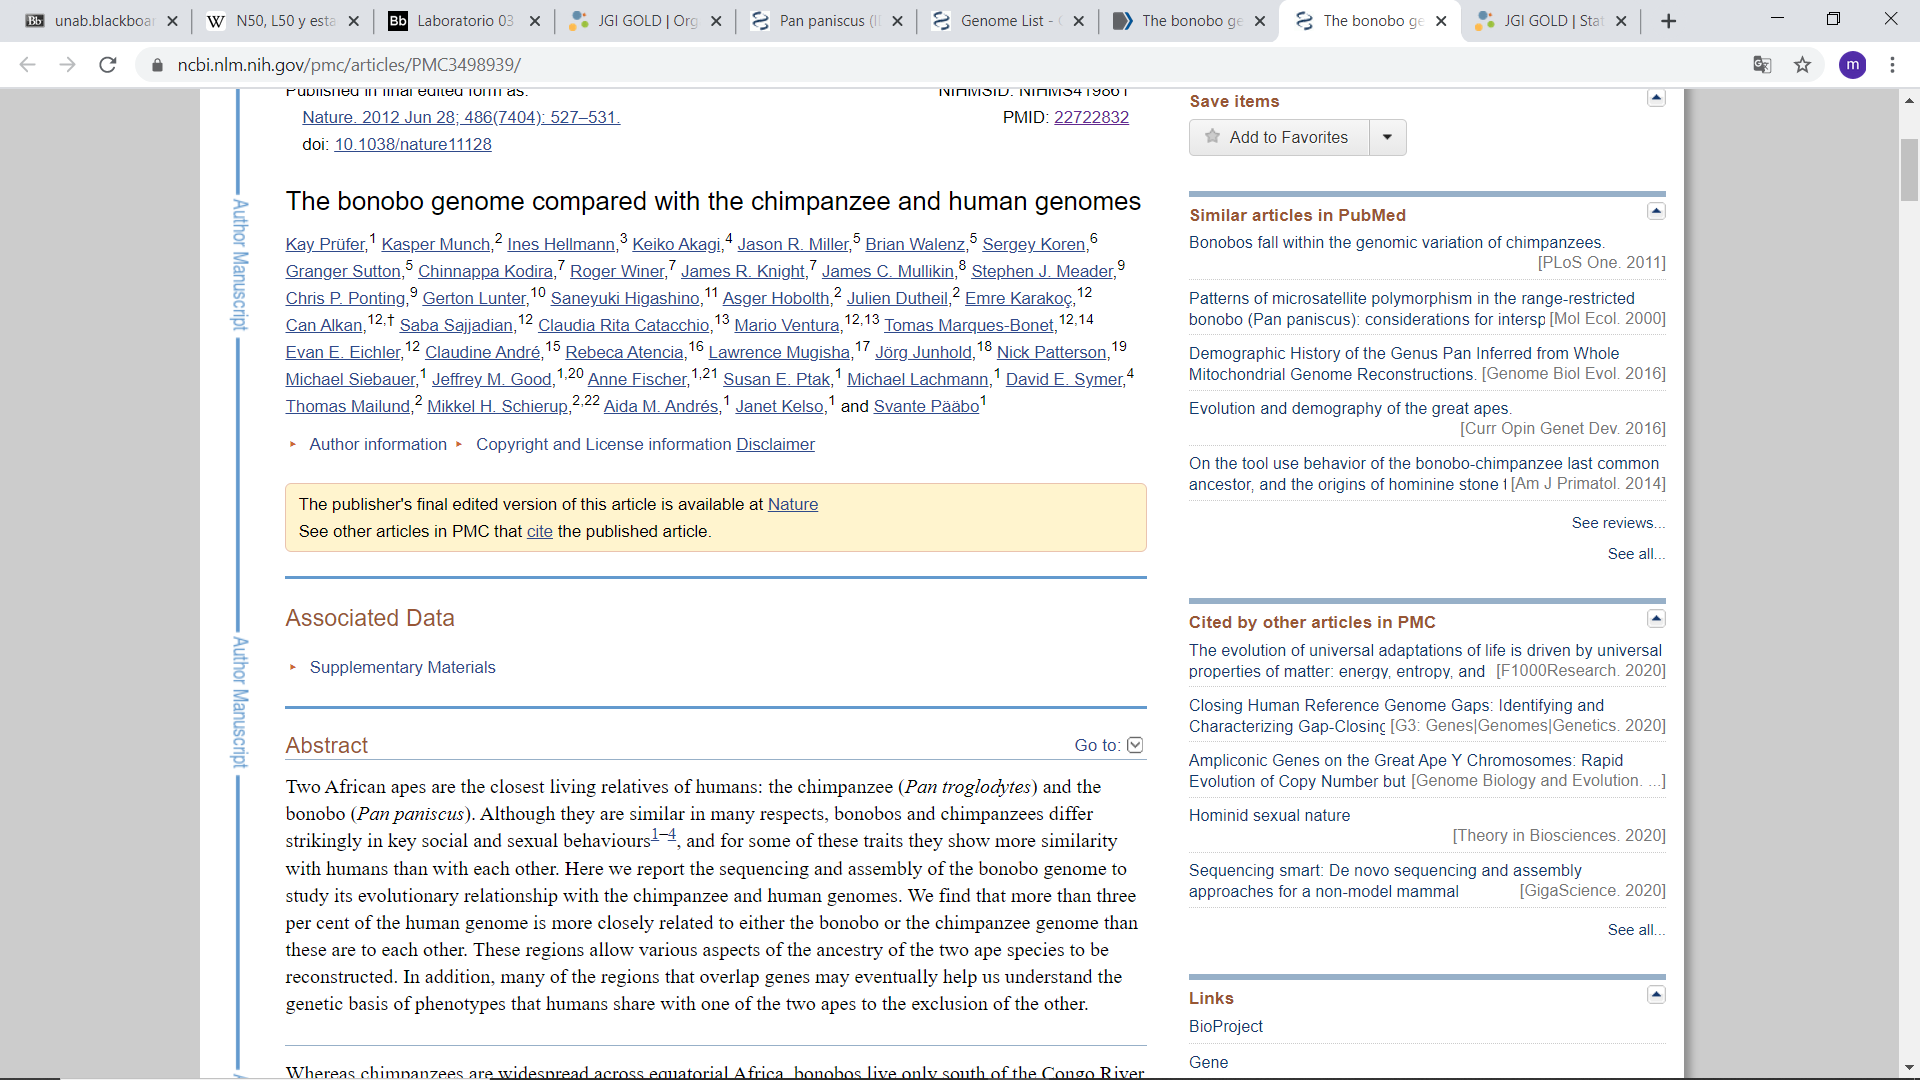 unab.blackboa
N50, L50 y esta
Laboratorio 03
JGI GOLD | Org
Pan paniscus (I
Genome List -
The bonobo ge
The bonobo ge
JGI GOLD | Stat
ncbi.nlm.nih.gov/pmc/articles/PMC3498939/
Published in final edited form as:
NIHMSID: NIHMS419861
Nature. 2012 Jun 28; 486(7404): 527–531.
PMID: 22722832
doi: 10.1038/nature11128
The bonobo genome compared with the chimpanzee and human genomes
Kay Prüfer,1 Kasper Munch,2 Ines Hellmann,3 Keiko Akagi,4 Jason R. Miller,5 Brian Walenz,5 Sergey Koren,6
Granger Sutton,5 Chinnappa Kodira,7 Roger Winer,7 James R. Knight,7 James C. Mullikin,8 Stephen J. Meader,9
Chris P. Ponting,9 Gerton Lunter,10 Saneyuki Higashino,11 Asger Hobolth,2 Julien Dutheil,2 Emre Karakoç,12
Can Alkan,12,† Saba Sajjadian,12 Claudia Rita Catacchio,13 Mario Ventura,12,13 Tomas Marques-Bonet,12,14
Evan E. Eichler,12 Claudine André,15 Rebeca Atencia,16 Lawrence Mugisha,17 Jörg Junhold,18 Nick Patterson,19
Michael Siebauer,1 Jeffrey M. Good,1,20 Anne Fischer,1,21 Susan E. Ptak,1 Michael Lachmann,1 David E. Symer,4
Thomas Mailund,2 Mikkel H. Schierup,2,22 Aida M. Andrés,1 Janet Kelso,1 and Svante Pääbo1
Author information Copyright and License information Disclaimer
The publisher's final edited version of this article is available at Nature
See other articles in PMC that cite the published article.
Associated Data
Supplementary Materials
Abstract
Go to:
Two African apes are the closest living relatives of humans: the chimpanzee (Pan troglodytes) and the
bonobo (Pan paniscus). Although they are similar in many respects, bonobos and chimpanzees differ
strikingly in key social and sexual behaviours1–4, and for some of these traits they show more similarity
with humans than with each other. Here we report the sequencing and assembly of the bonobo genome to
study its evolutionary relationship with the chimpanzee and human genomes. We find that more than three
per cent of the human genome is more closely related to either the bonobo or the chimpanzee genome than
these are to each other. These regions allow various aspects of the ancestry of the two ape species to be
reconstructed. In addition, many of the regions that overlap genes may eventually help us understand the
genetic basis of phenotypes that humans share with one of the two apes to the exclusion of the other.
Whereas chimpanzees are widespread across equatorial Africa, bonobos live only south of the Congo River
Author Manuscript
Author Manuscript
Save items
Add to Favorites
Similar articles in PubMed
Bonobos fall within the genomic variation of chimpanzees.
[PLoS One. 2011]
Patterns of microsatellite polymorphism in the range-restricted
bonobo (Pan paniscus): considerations for intersp [Mol Ecol. 2000]
Demographic History of the Genus Pan Inferred from Whole
Mitochondrial Genome Reconstructions. [Genome Biol Evol. 2016]
Evolution and demography of the great apes.
[Curr Opin Genet Dev. 2016]
On the tool use behavior of the bonobo-chimpanzee last common
ancestor, and the origins of hominine stone t [Am J Primatol. 2014]
See reviews...
See all...
Cited by other articles in PMC
The evolution of universal adaptations of life is driven by universal
properties of matter: energy, entropy, and [F1000Research. 2020]
Closing Human Reference Genome Gaps: Identifying and
Characterizing Gap-Closing [G3: Genes|Genomes|Genetics. 2020]
Ampliconic Genes on the Great Ape Y Chromosomes: Rapid
Evolution of Copy Number but [Genome Biology and Evolution. ...]
Hominid sexual nature
[Theory in Biosciences. 2020]
Sequencing smart: De novo sequencing and assembly
approaches for a non-model mammal [GigaScience. 2020]
See all...
Links
BioProject
Gene